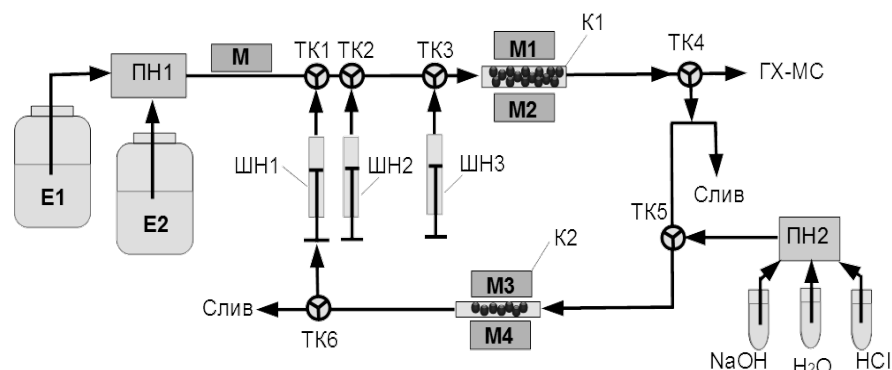 К1
М1
ТК1
ТК2
ТК3
ТК4
М
ПН1
ГХ-МС
М2
ШН1
ШН2
ШН3
Слив
Е1
Е2
ТК5
К2
ПН2
М3
Слив
М4
ТК6
NaOH
H₂O
HCl